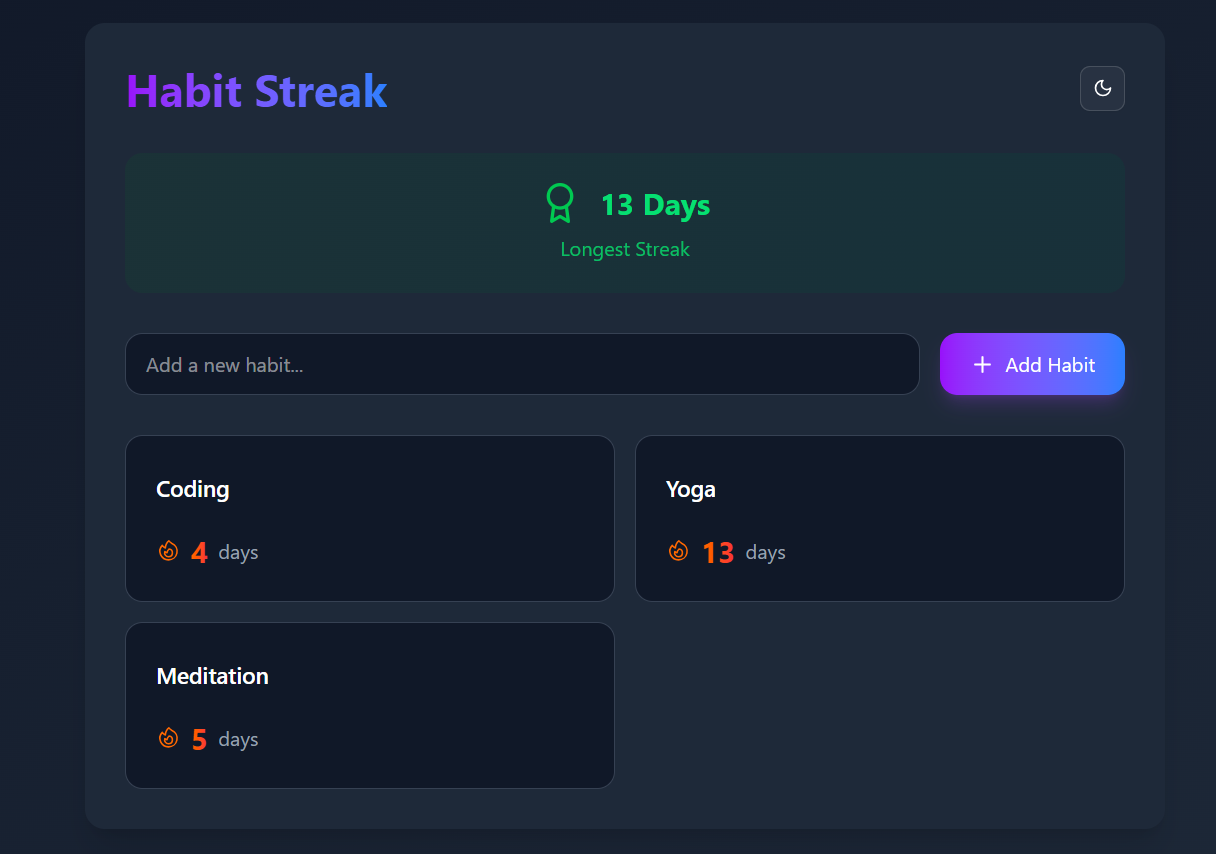 Habit Streak
13 Days
Longest Streak
Add a new habit...
Add Habit
Coding
4 days
Yoga
13 days
Meditation
5 days